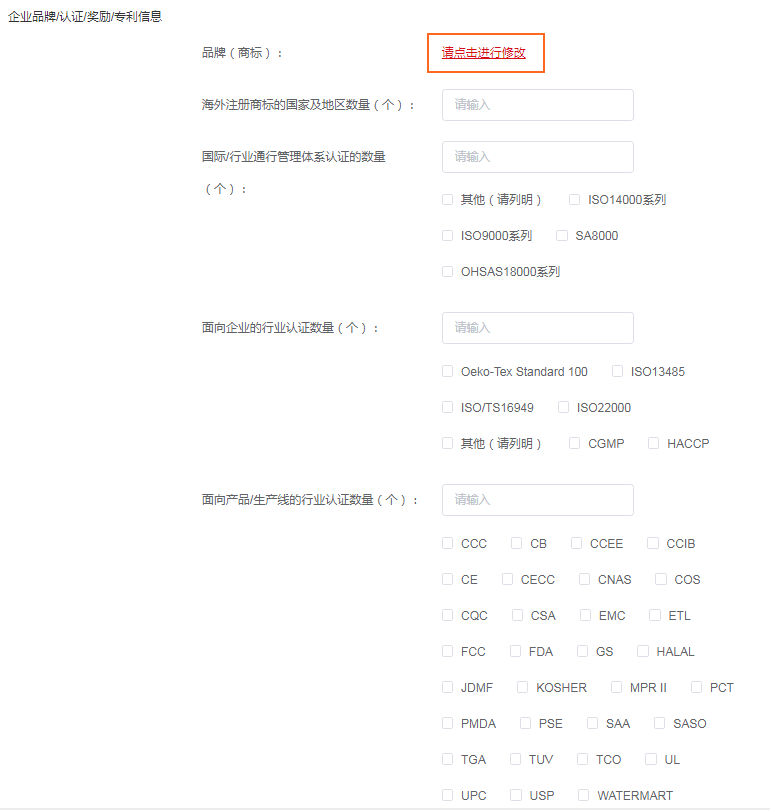 企业品牌/认证/奖励/专利信息
品牌（商标）：
请点击进行修改
海外注册商标的国家及地区数量（个）：
请输入
国际/行业通行管理体系认证的数量
（个）：
请输入
其他（请列明） ISO14000系列
ISO9000系列 SA8000
OHSAS18000系列
面向企业的行业认证数量（个）：
请输入
Oeko-Tex Standard 100 ISO13485
ISO/TS16949 ISO22000
其他（请列明） CGMP HACCP
面向产品/生产线的行业认证数量（个）：
请输入
CCC CB CCEE CCIB
CE CECC CNAS COS
CQC CSA EMC ETL
FCC FDA GS HALAL
JDMF KOSHER MPR II PCT
PMDA PSE SAA SASO
TGA TUV TCO UL
UPC USP WATERMART